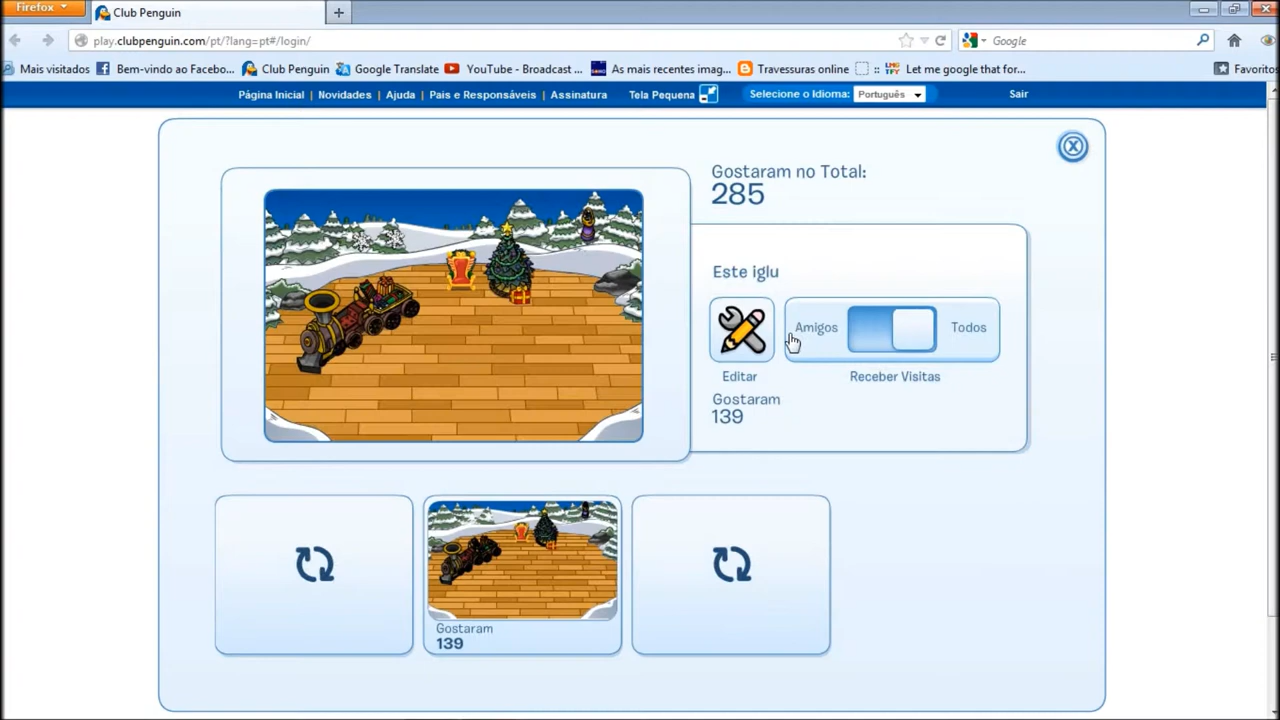 Firefox
Club Penguin
play.clubpenguin.com/pt/?lang=pt#/login/
Google
Mais visitados
Bem-vindo ao Facebo...
Club Penguin
Google Translate
YouTube - Broadcast ...
As mais recentes imag...
Travessuras online
::
LMG TFY
Let me google that for...
Favoritos
Página Inicial | Novidades | Ajuda | Pais e Responsáveis | Assinatura
Tela Pequena
Selecione o Idioma: Português
Sair
Gostaram no Total:
285
Este iglu
Amigos
Todos
Editar
Receber Visitas
Gostaram
139
Gostaram
139